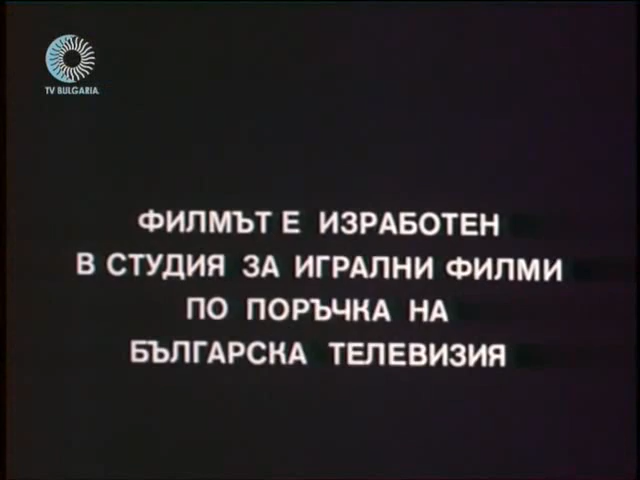 TV BULGARIA
ФИЛМЪТ Е ИЗРАБОТЕН
В СТУДИЯ ЗА ИГРАЛНИ ФИЛМИ
ПО ПОРЪЧКА НА
БЪЛГАРСКА ТЕЛЕВИЗИЯ